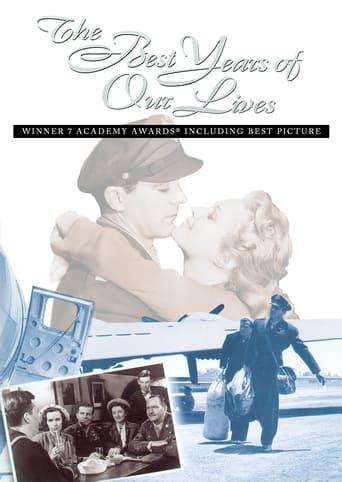 The
Best Years of
Our Lives
WINNER 7 ACADEMY AWARDS® INCLUDING BEST PICTURE